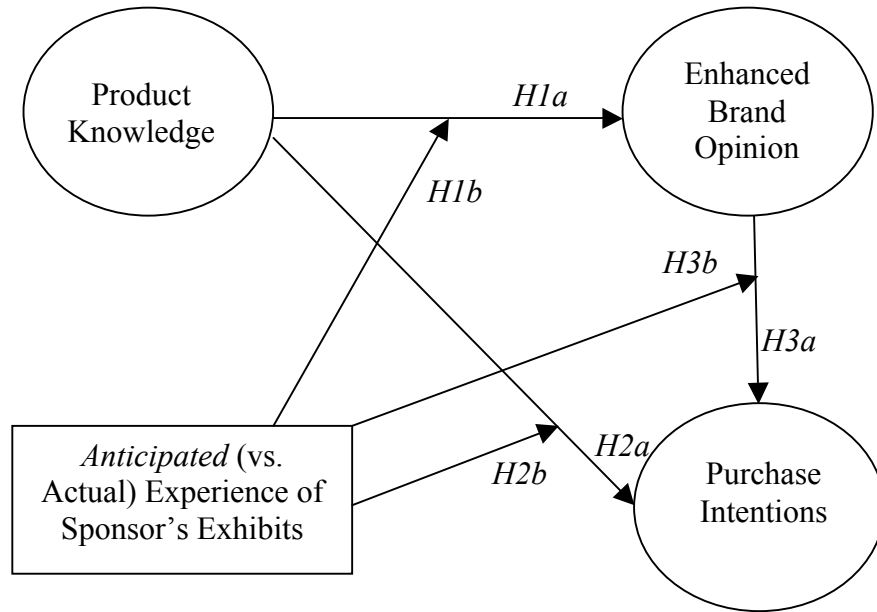 Product
Knowledge
H1a
Enhanced
Brand
Opinion
H1b
H3b
H3a
Anticipated (vs.
Actual) Experience of
Sponsor’s Exhibits
H2b
H2a
Purchase
Intentions